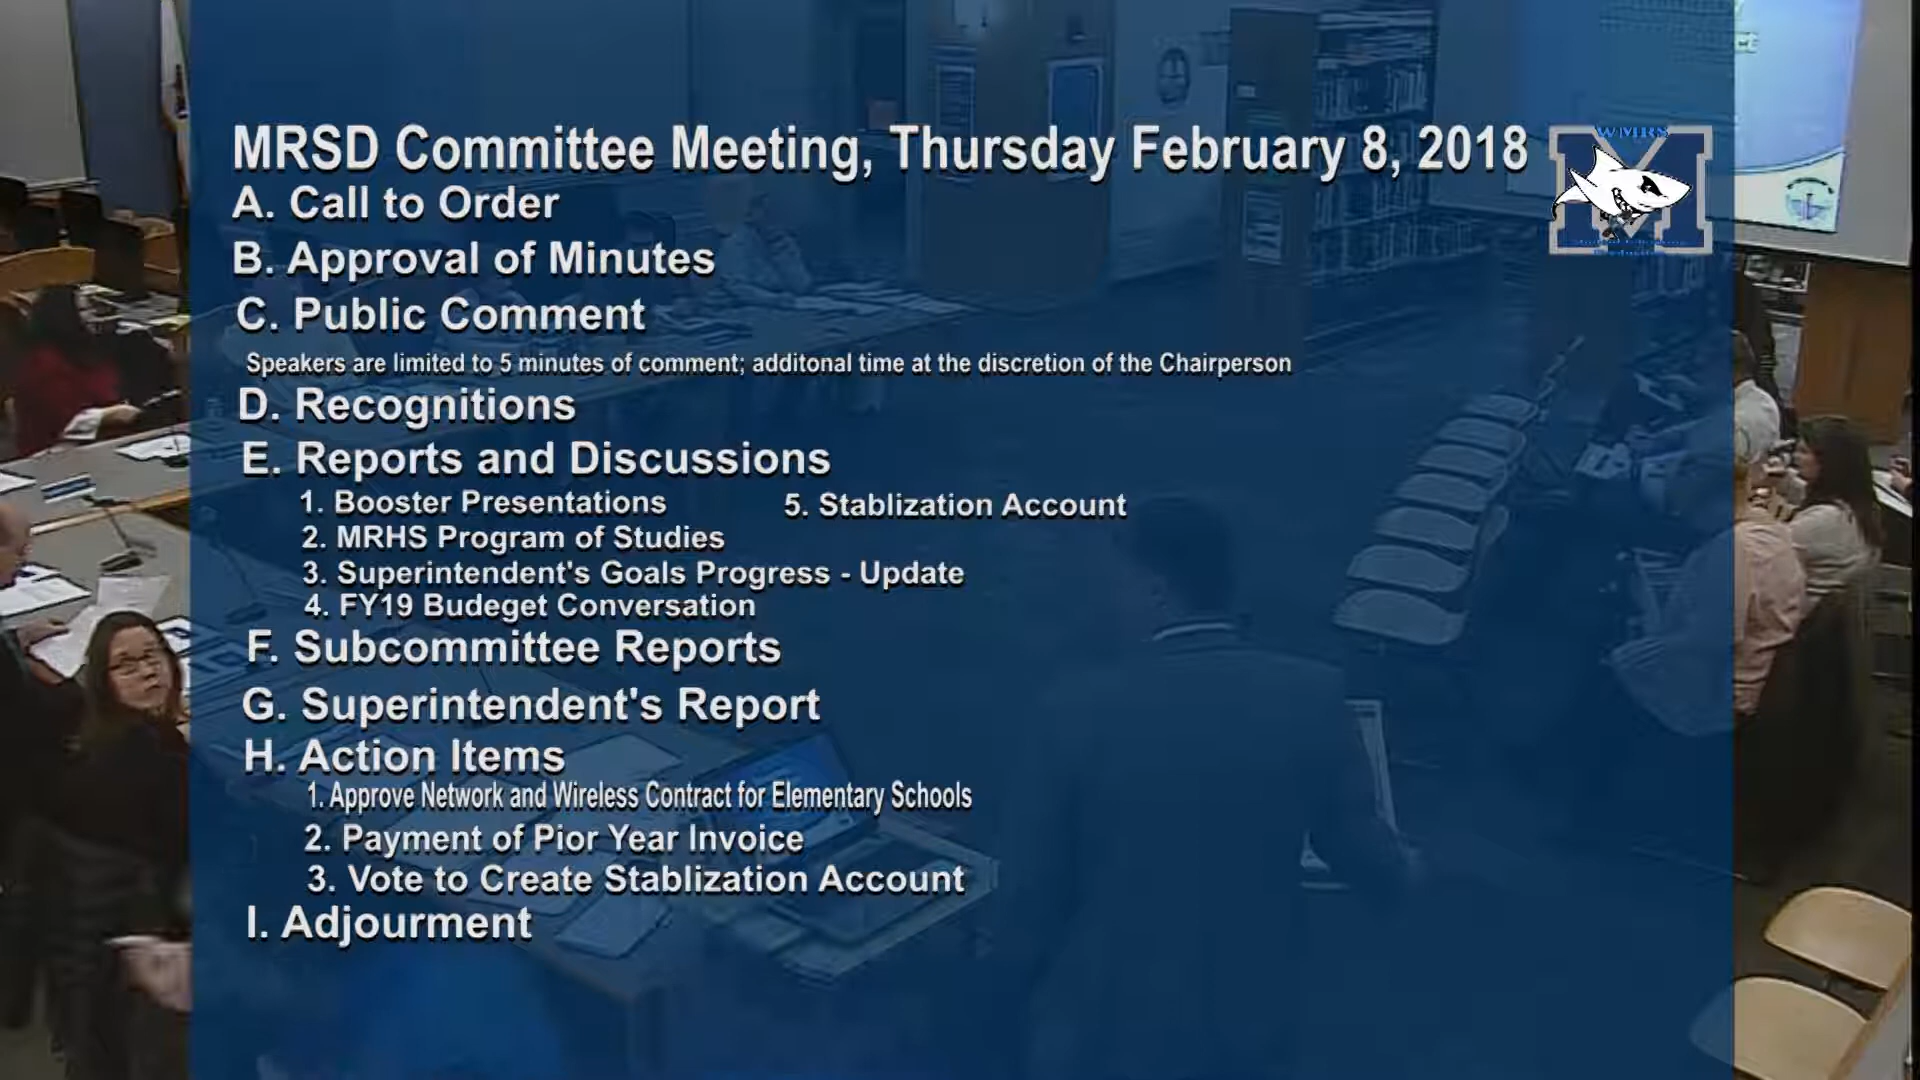 MRSD Committee Meeting, Thursday February 8, 2018
WMRS
A. Call to Order
B. Approval of Minutes
C. Public Comment
Speakers are limited to 5 minutes of comment; additonal time at the discretion of the Chairperson
D. Recognitions
E. Reports and Discussions
1. Booster Presentations
2. MRHS Program of Studies
3. Superintendent's Goals Progress - Update
4. FY19 Budeget Conversation
5. Stablization Account
F. Subcommittee Reports
G. Superintendent's Report
H. Action Items
1. Approve Network and Wireless Contract for Elementary Schools
2. Payment of Pior Year Invoice
3. Vote to Create Stablization Account
I. Adjourment